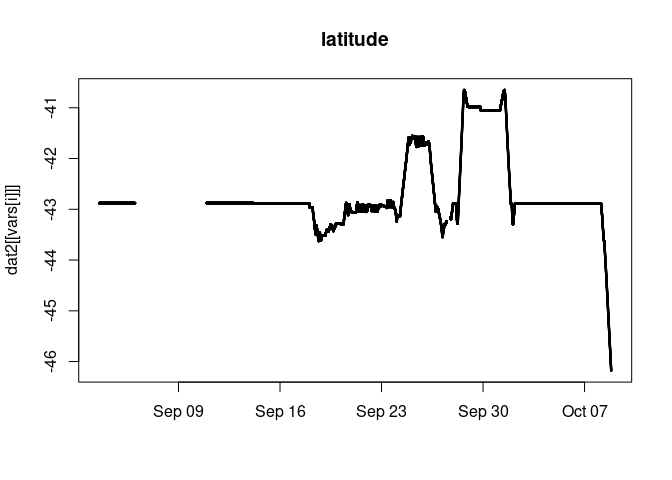 latitude
dat2[[vars[i]]]
-41
-42
-43
-44
-45
-46
Sep 09
Sep 16
Sep 23
Sep 30
Oct 07